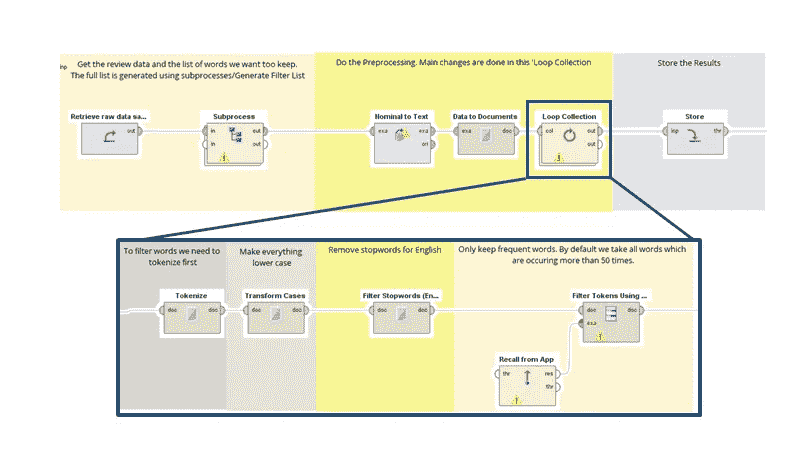 Get the review data and the list of words we want too keep.
The full list is generated using subprocesses/Generate Filter List
Do the Preprocessing. Main changes are done in this 'Loop Collection
Store the Results
inp
Retrieve raw data sa...
out
Subprocess
in out
in out
Nominal to Text
exa exa
ori
Data to Documents
exa doc
Loop Collection
col out
out
Store
inp thr
To filter words we need to
tokenize first
Make everything
lower case
Remove stopwords for English
Only keep frequent words. By default we take all words which
are occuring more than 50 times.
Tokenize
doc doc
Transform Cases
doc doc
Filter Stopwords (En...
doc doc
Filter Tokens Using ...
doc doc
exa
Recall from App
thr res
thr